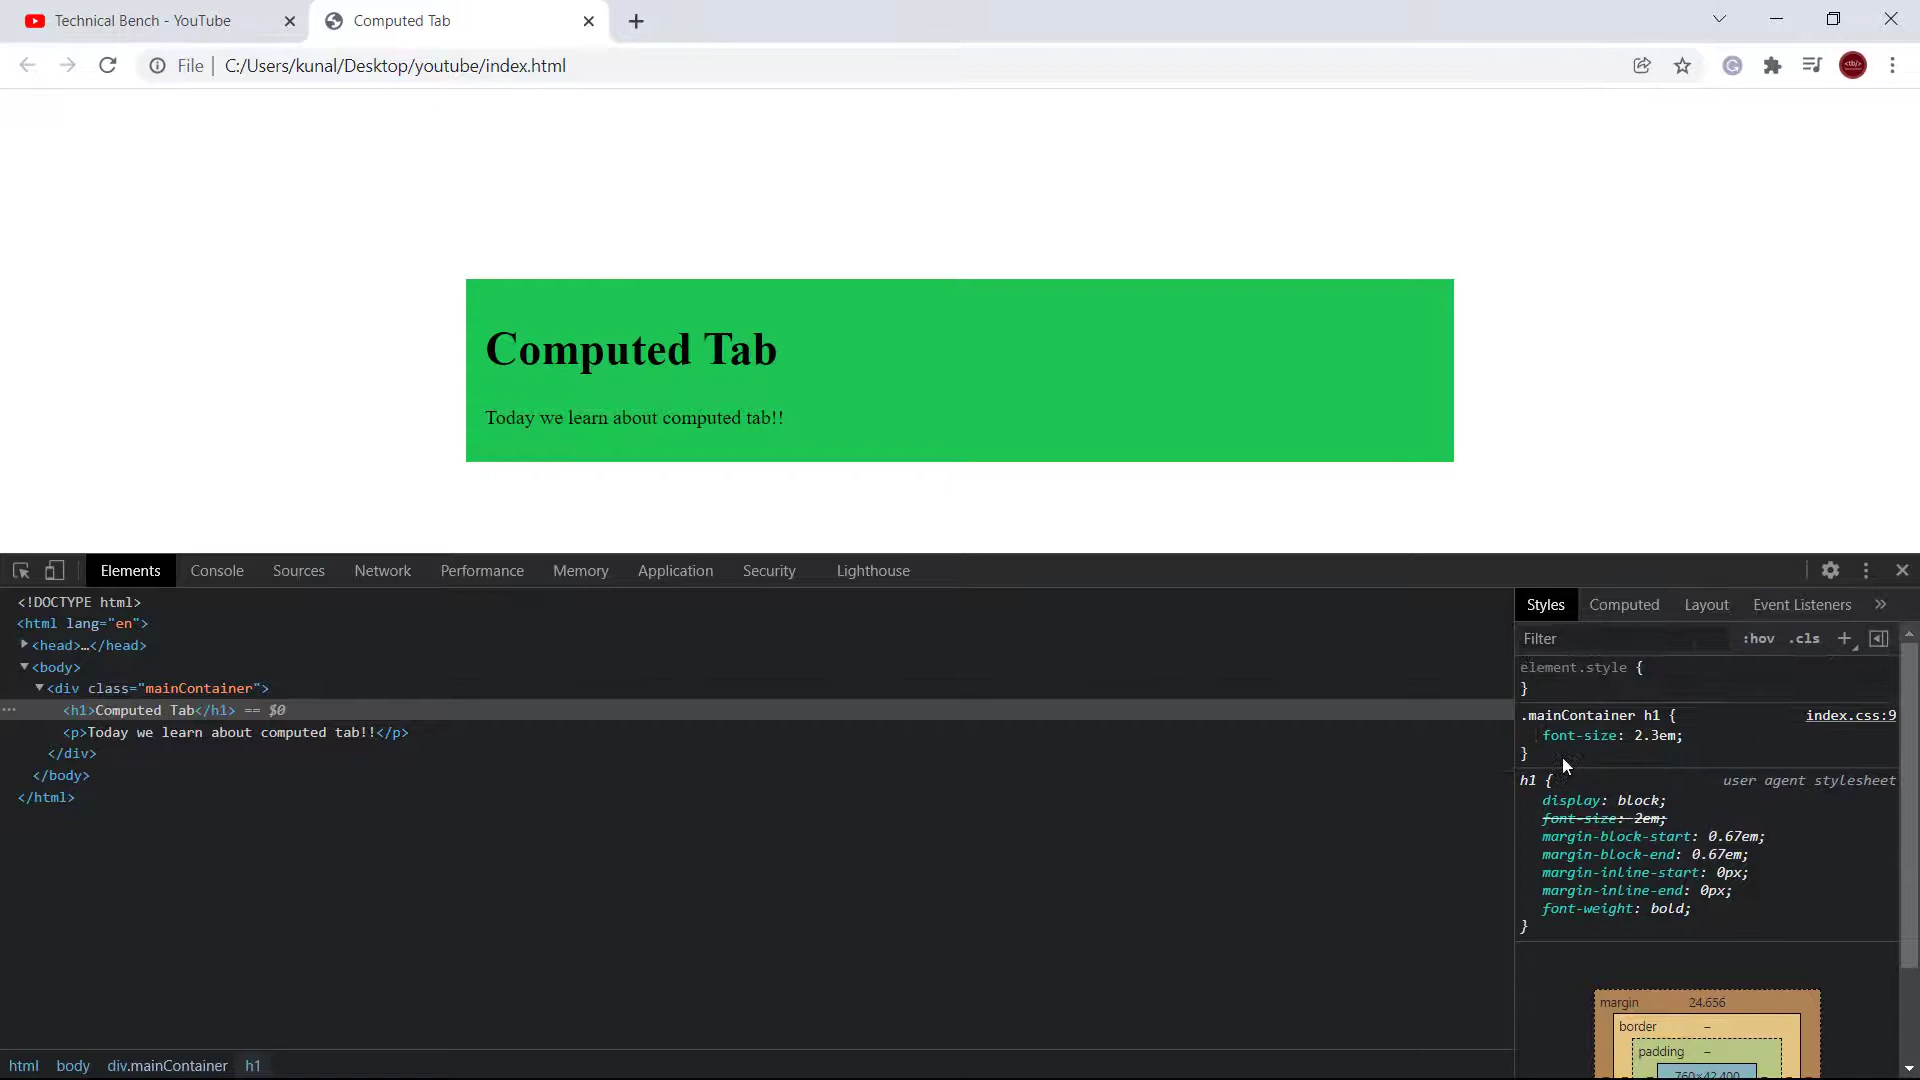 Technical Bench - YouTube
Computed Tab
File | C:/Users/kunal/Desktop/youtube/index.html
Computed Tab
Today we learn about computed tab!!
Elements Console Sources Network Performance Memory Application Security Lighthouse
<!DOCTYPE html>
<html lang="en">
<head>…</head>
<body>
<div class="mainContainer">
<h1>Computed Tab</h1> == $0
<p>Today we learn about computed tab!!</p>
</div>
</body>
</html>
html body div.mainContainer h1
Styles Computed Layout Event Listeners »
Filter :hov .cls +
element.style {
}
.mainContainer h1 { index.css:9
font-size: 2.3em;
}
h1 { user agent stylesheet
display: block;
font-size: 2em;
margin-block-start: 0.67em;
margin-block-end: 0.67em;
margin-inline-start: 0px;
margin-inline-end: 0px;
font-weight: bold;
}
margin 24.656
border –
padding –
760×42.400